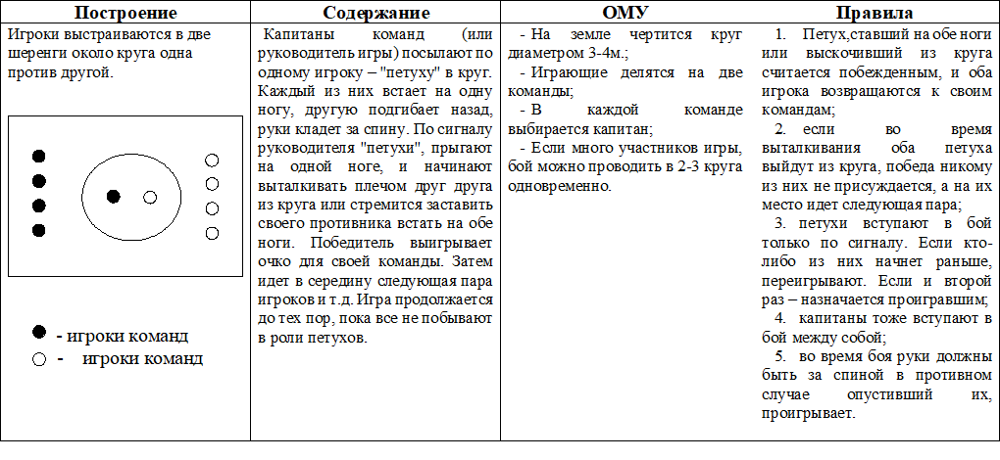 Построение
Игроки выстраиваются в две
шеренги около круга одна
против другой.
- игроки команд
- игроки команд
Содержание
Капитаны команд (или
руководитель игры) посылают по
одному игроку – "петуху" в круг.
Каждый из них встает на одну
ногу, другую подгибает назад,
руки кладет за спину. По сигналу
руководителя "петухи", прыгают
на одной ноге, и начинают
выталкивать плечом друг друга
из круга или стремится заставить
своего противника встать на обе
ноги. Победитель выигрывает
очко для своей команды. Затем
идет в середину следующая пара
игроков и т.д. Игра продолжается
до тех пор, пока все не побывают
в роли петухов.
ОМУ
- На земле чертится круг
диаметром 3-4м.;
- Играющие делятся на две
команды;
- В каждой команде
выбирается капитан;
- Если много участников игры,
бой можно проводить в 2-3 круга
одновременно.
Правила
1. Петух,ставший на обе ноги
или выскочивший из круга
считается побежденным, и оба
игрока возвращаются к своим
командам;
2. если во время
выталкивания оба петуха
выйдут из круга, победа никому
из них не присуждается, а на их
место идет следующая пара;
3. петухи вступают в бой
только по сигналу. Если кто-
либо из них начнет раньше,
переигрывают. Если и второй
раз – назначается проигравшим;
4. капитаны тоже вступают в
бой между собой;
5. во время боя руки должны
быть за спиной в противном
случае опустивший их,
проигрывает.